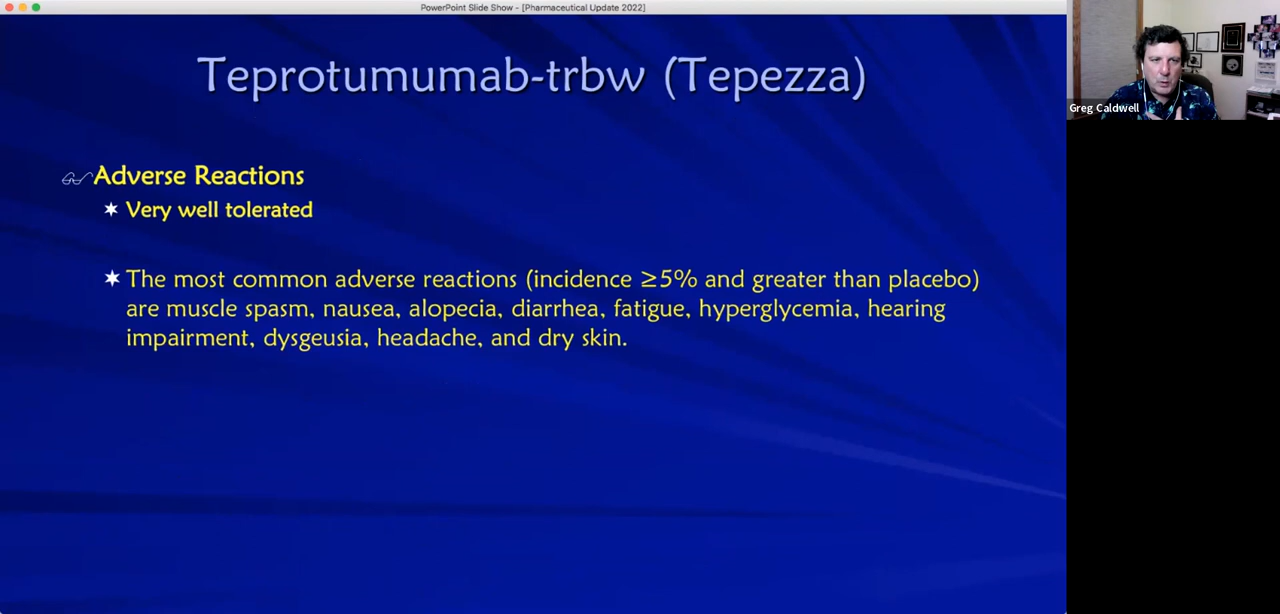 PowerPoint Slide Show - [Pharmaceutical Update 2022]
Teprotumumab-trbw (Tepezza)
Adverse Reactions
Very well tolerated
The most common adverse reactions (incidence ≥5% and greater than placebo)
are muscle spasm, nausea, alopecia, diarrhea, fatigue, hyperglycemia, hearing
impairment, dysgeusia, headache, and dry skin.
Greg Caldwell